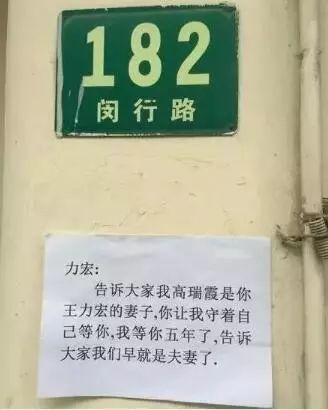 182
闵行路
力宏:
告诉大家我高瑞霞是你
王力宏的妻子,你让我守着自
己等你,我等你五年了,告诉
大家我们早就是夫妻了.